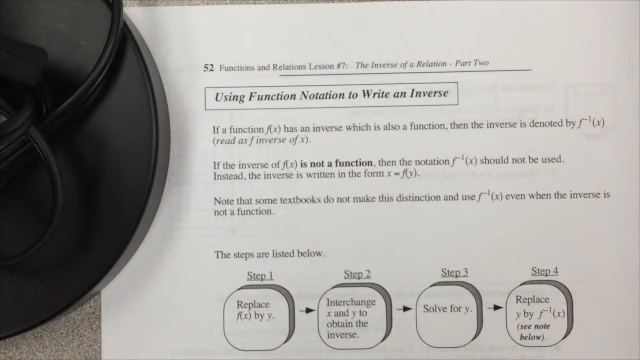 52 Functions and Relations Lesson #7: The Inverse of a Relation - Part Two
Using Function Notation to Write an Inverse
If a function f(x) has an inverse which is also a function, then the inverse is denoted by f⁻¹(x)
(read as f inverse of x).
If the inverse of f(x) is not a function, then the notation f⁻¹(x) should not be used.
Instead, the inverse is written in the form x = f(y).
Note that some textbooks do not make this distinction and use f⁻¹(x) even when the inverse is
not a function.
The steps are listed below.
Step 1
Replace
f(x) by y.
Step 2
Interchange
x and y to
obtain the
inverse.
Step 3
Solve for y.
Step 4
Replace
y by f⁻¹(x)
(see note
below).